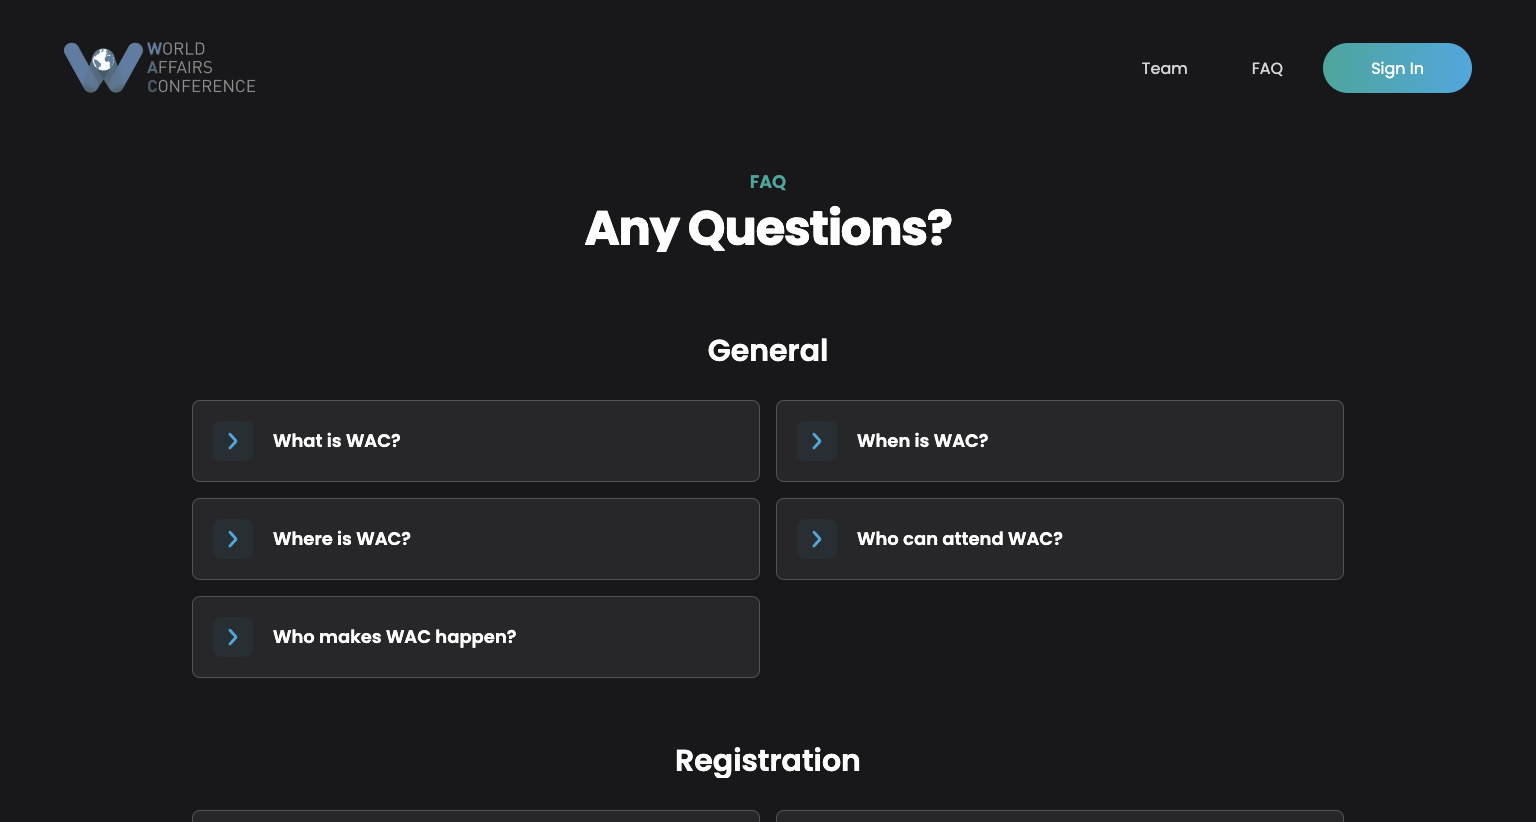 WORLD
AFFAIRS
CONFERENCE
Team
FAQ
Sign In
FAQ
Any Questions?
General
What is WAC?
When is WAC?
Where is WAC?
Who can attend WAC?
Who makes WAC happen?
Registration